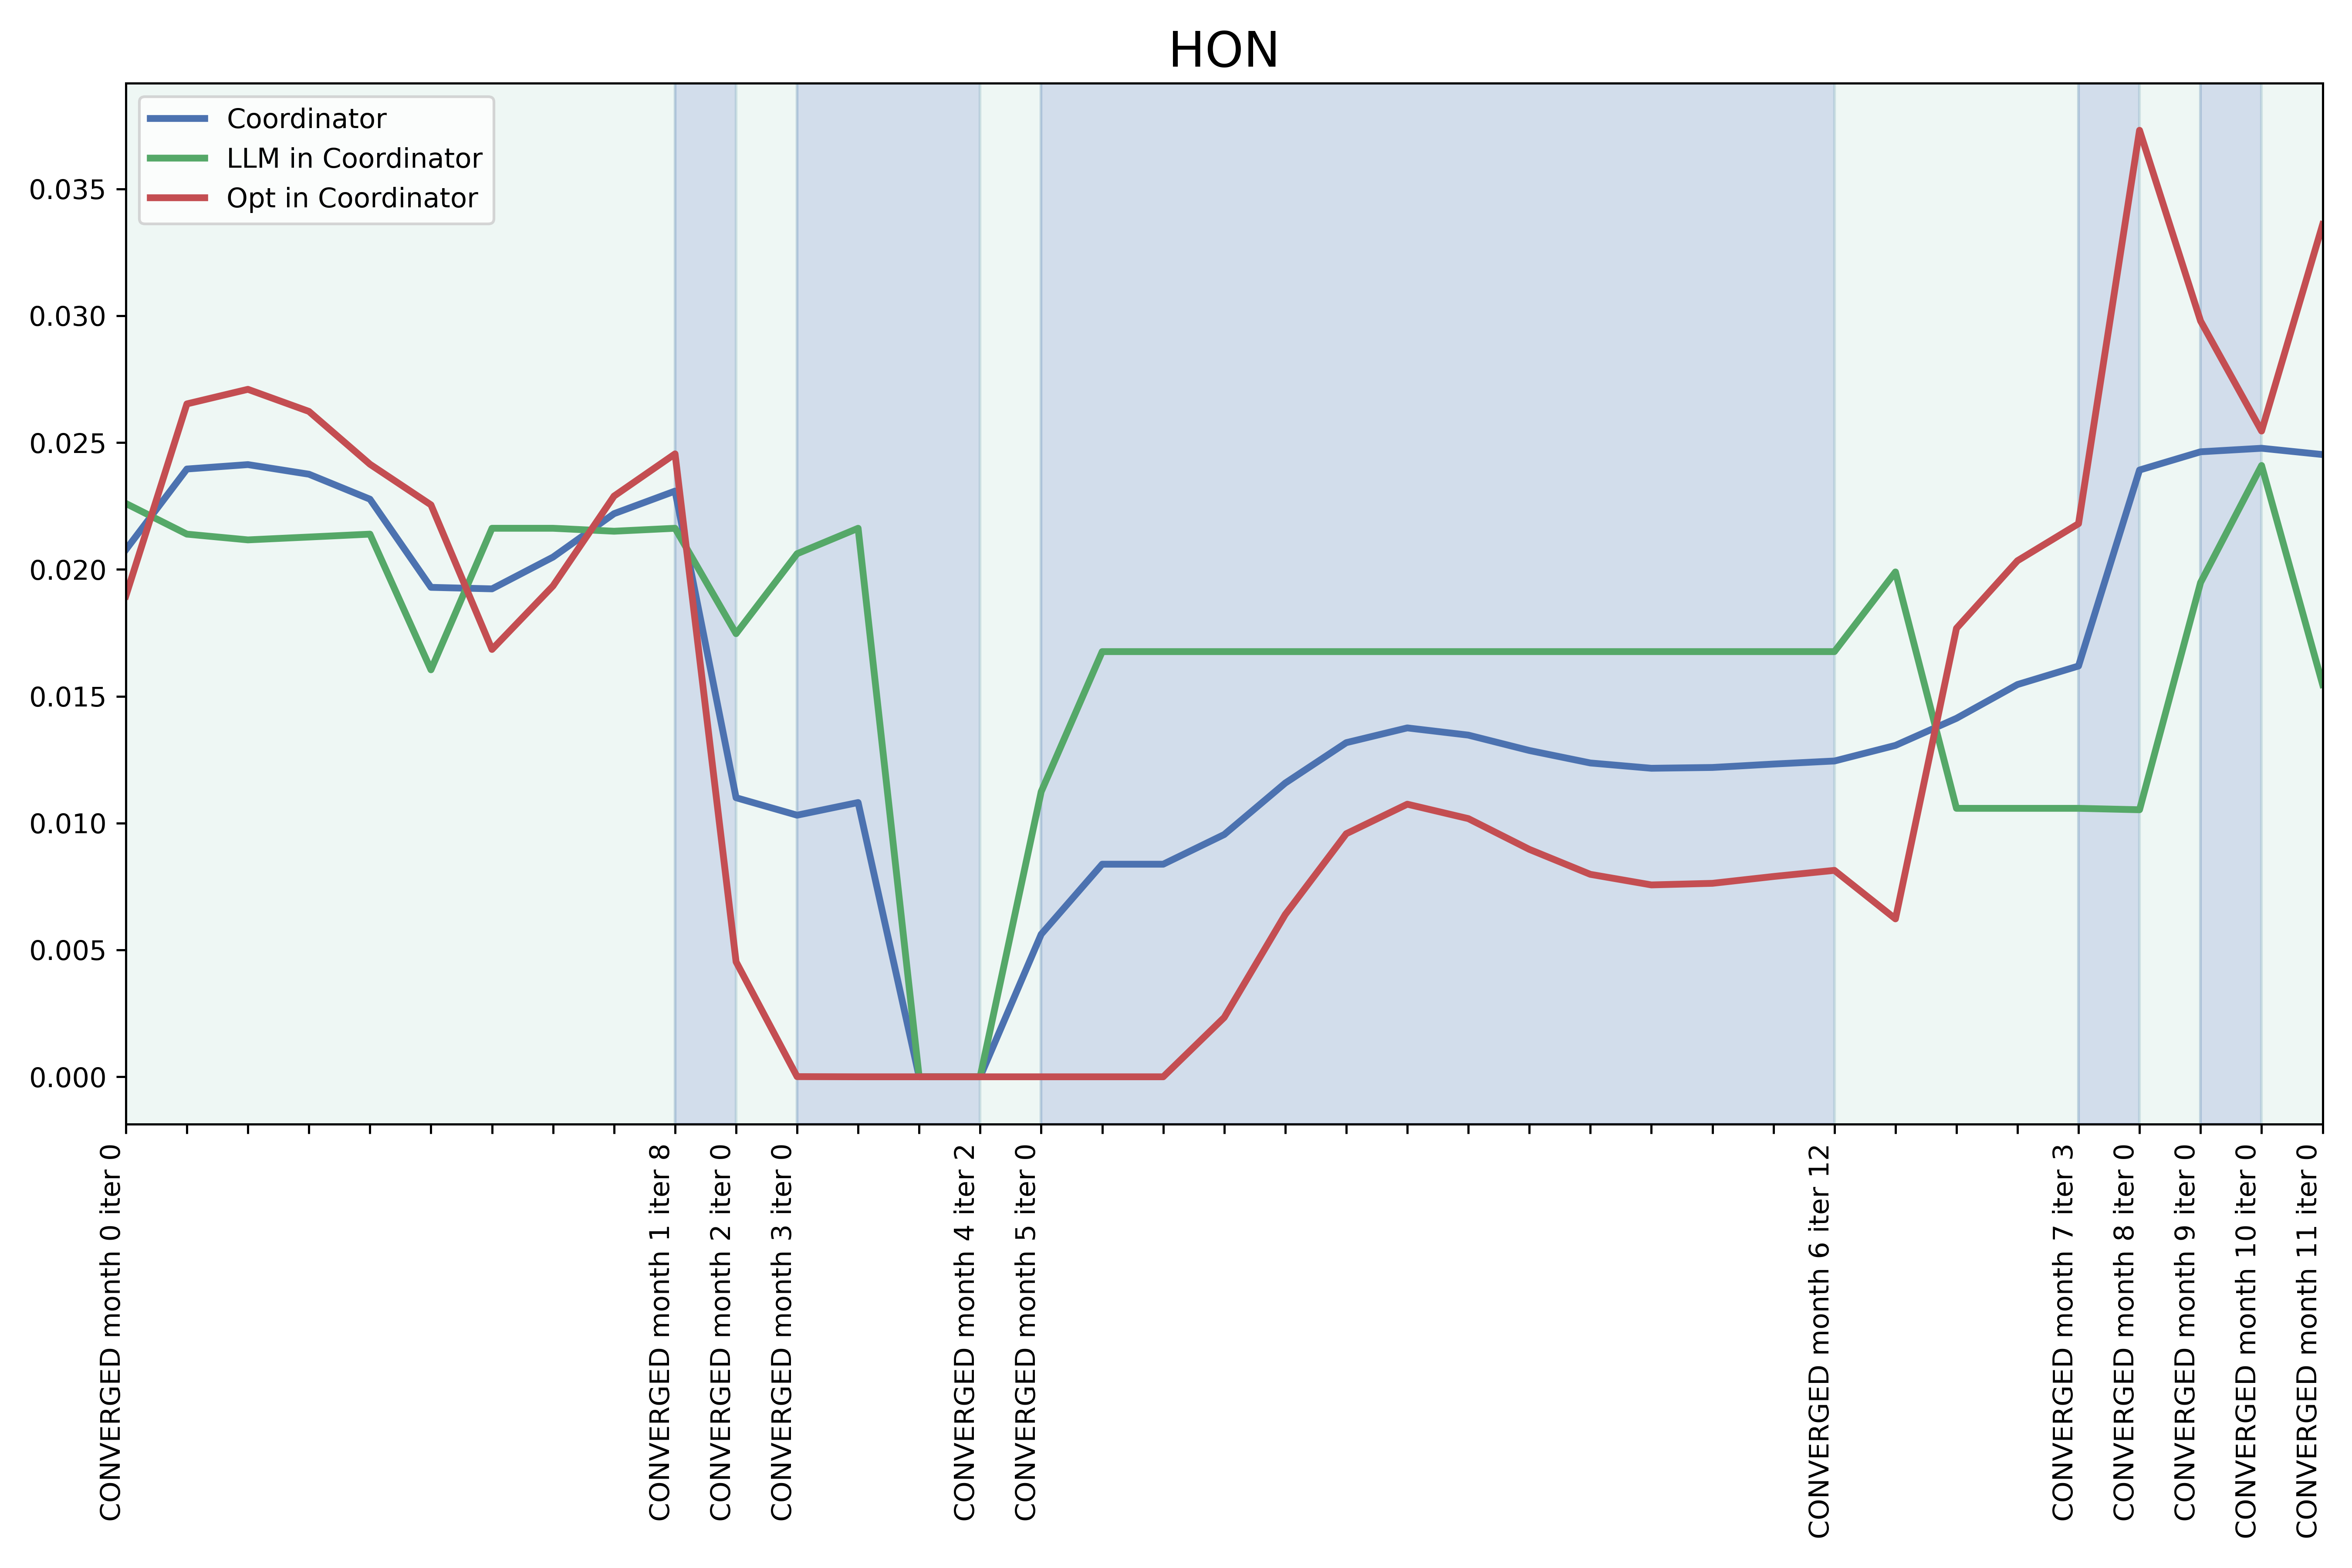 HON
Coordinator
LLM in Coordinator
Opt in Coordinator
0.035
0.030
0.025
0.020
0.015
0.010
0.005
0.000
CONVERGED month 0 iter 0
CONVERGED month 1 iter 8
CONVERGED month 2 iter 0
CONVERGED month 3 iter 0
CONVERGED month 4 iter 2
CONVERGED month 5 iter 0
CONVERGED month 6 iter 12
CONVERGED month 7 iter 3
CONVERGED month 8 iter 0
CONVERGED month 9 iter 0
CONVERGED month 10 iter 0
CONVERGED month 11 iter 0